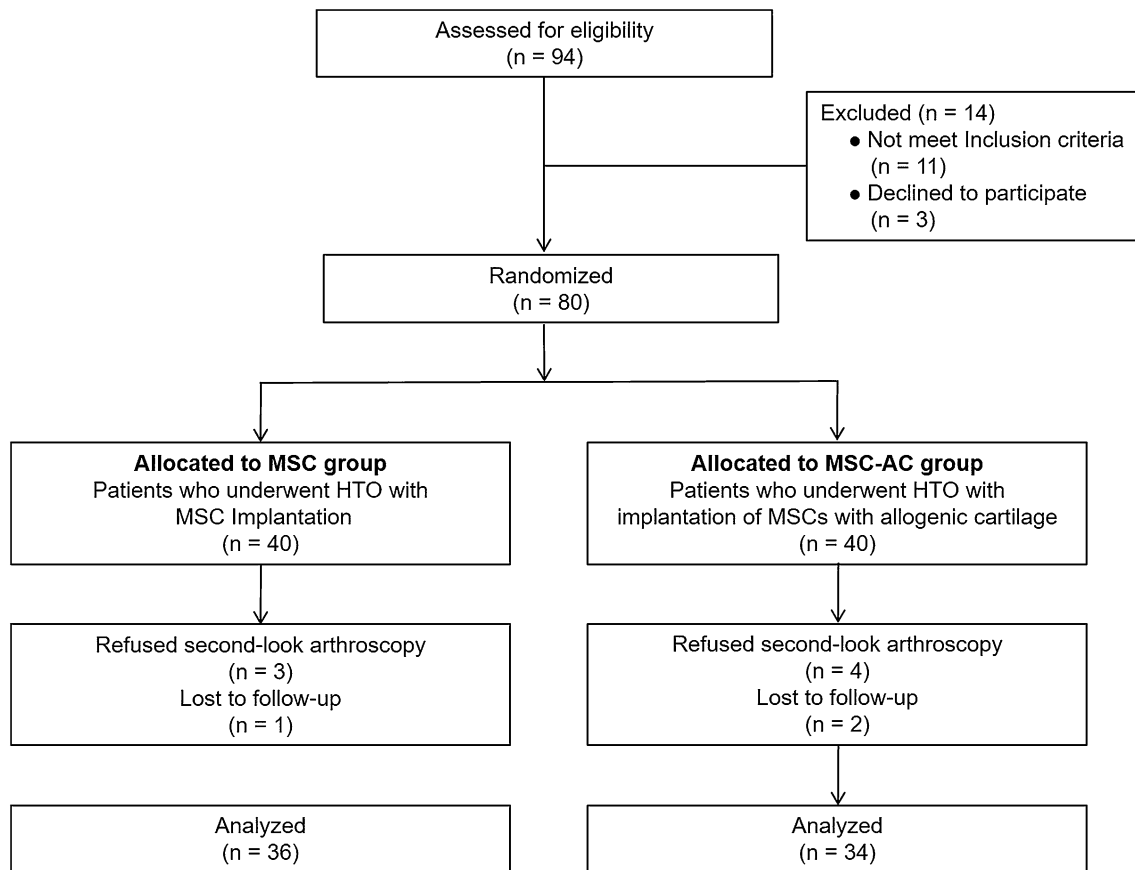 Assessed for eligibility
(n = 94)
Excluded (n = 14)
● Not meet Inclusion criteria
(n = 11)
● Declined to participate
(n = 3)
Randomized
(n = 80)
Allocated to MSC group
Patients who underwent HTO with
MSC Implantation
(n = 40)
Allocated to MSC-AC group
Patients who underwent HTO with
implantation of MSCs with allogenic cartilage
(n = 40)
Refused second-look arthroscopy
(n = 3)
Lost to follow-up
(n = 1)
Refused second-look arthroscopy
(n = 4)
Lost to follow-up
(n = 2)
Analyzed
(n = 36)
Analyzed
(n = 34)